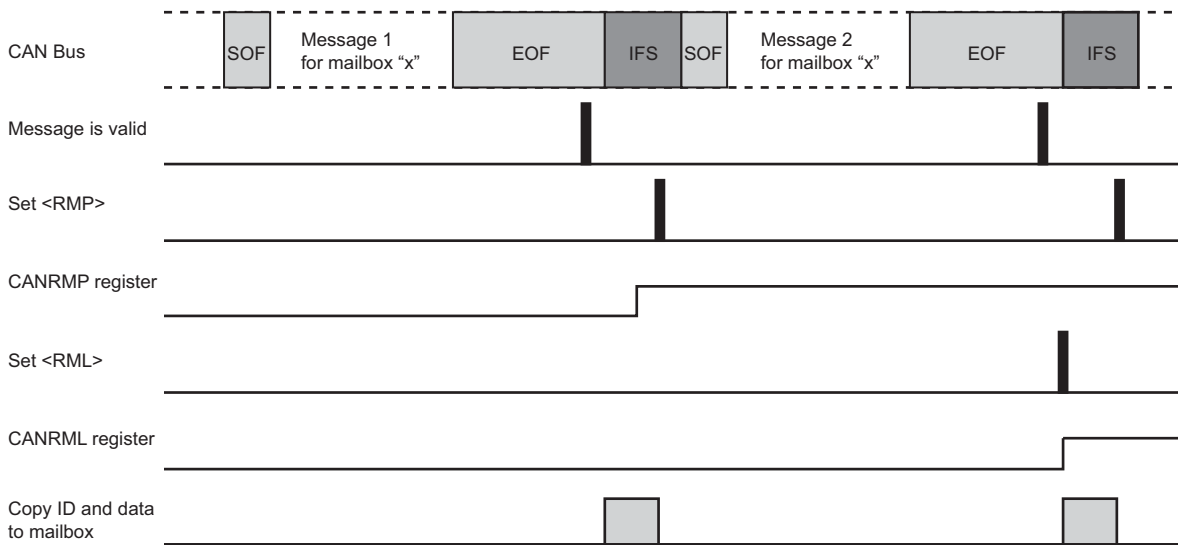 CAN Bus
SOF
Message 1
for mailbox “x”
EOF
IFS
SOF
Message 2
for mailbox “x”
EOF
IFS
Message is valid
Set <RMP>
CANRMP register
Set <RML>
CANRML register
Copy ID and data
to mailbox